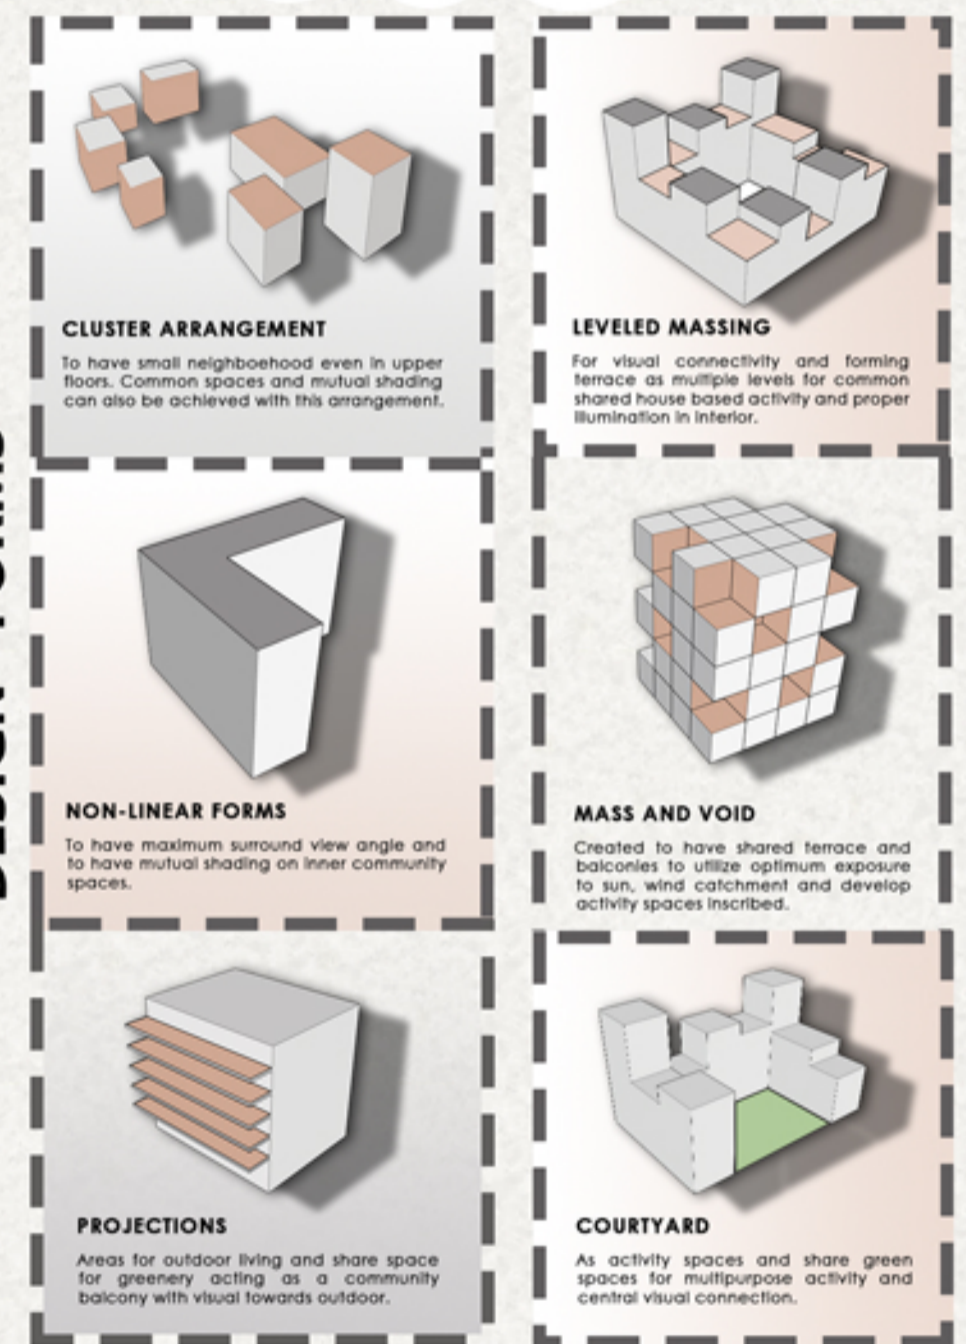 CLUSTER ARRANGEMENT
To have small neighboehood even in upper
floors. Common spaces and mutual shading
can also be achieved with this arrangement.
LEVELED MASSING
For visual connectivity and forming
terrace as multiple levels for common
shared house based activity and proper
illumination in interior.
NON-LINEAR FORMS
To have maximum surround view angle and
to have mutual shading on inner community
spaces.
MASS AND VOID
Created to have shared terrace and
balconies to utilize optimum exposure
to sun, wind catchment and develop
activity spaces inscribed.
PROJECTIONS
Areas for outdoor living and share space
for greenery acting as a community
balcony with visual towards outdoor.
COURTYARD
As activity spaces and share green
spaces for multipurpose activity and
central visual connection.